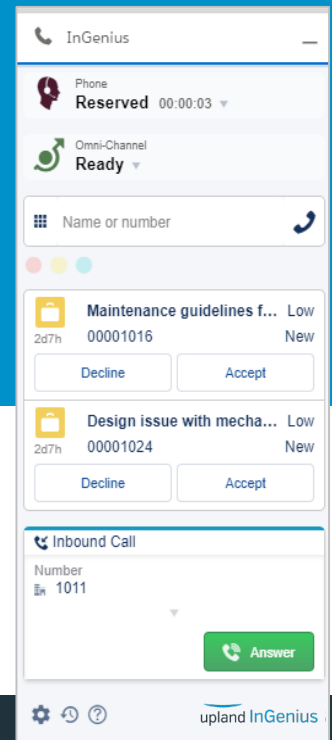 InGenius
Phone
Reserved 00:00:03
Omni-Channel
Ready
Name or number
Maintenance guidelines f... Low
2d7h 00001016 New
Decline Accept
Design issue with mecha... Low
2d7h 00001024 New
Decline Accept
Inbound Call
Number
1011
Answer
upland InGenius